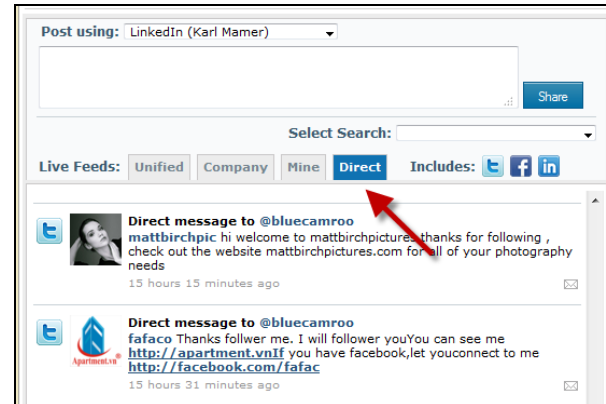 Post using: LinkedIn (Karl Mamer)
Share
Select Search:
Live Feeds: Unified Company Mine Direct Includes:
Direct message to @bluecamroo
mattbirchpic hi welcome to mattbirchpictures thanks for following ,
check out the website mattbirchpictures.com for all of your photography
needs
15 hours 15 minutes ago
Direct message to @bluecamroo
fafaco Thanks follwer me. I will follower youYou can see me
http://apartment.vnIf you have facebook,let youconnect to me
http://facebook.com/fafac
Apartment.vn
15 hours 31 minutes ago